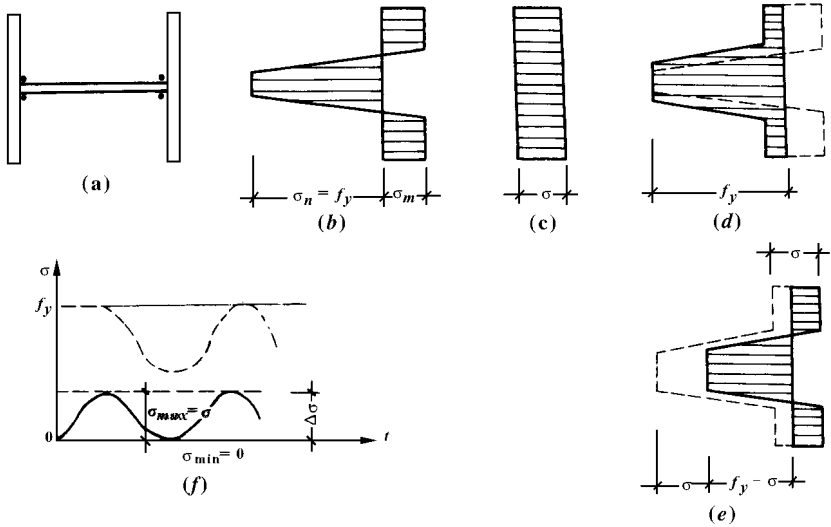 (a)
σn = fy σm
(b)
σ
(c)
fy
(d)
σ
fy
σmax = σ
Δσ
0
t
σmin = 0
(f)
σ
σ fy - σ
(e)